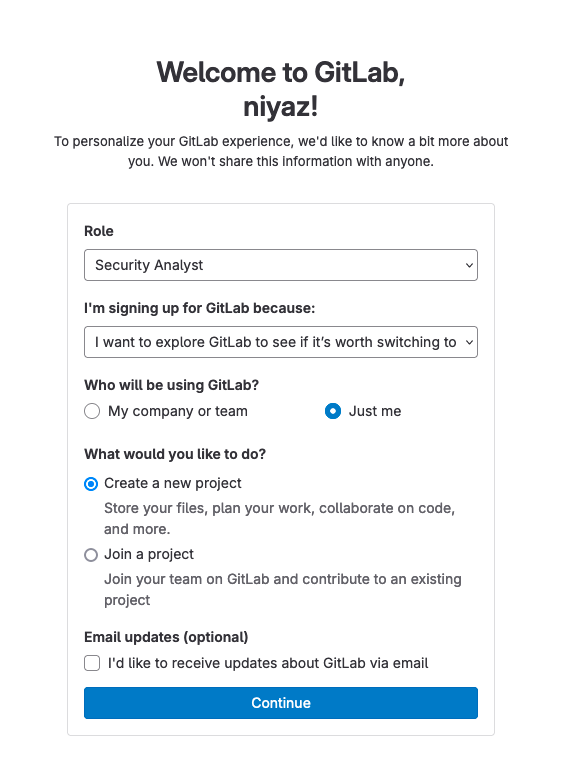 Welcome to GitLab,
niyaz!
To personalize your GitLab experience, we'd like to know a bit more about
you. We won't share this information with anyone.
Role
Security Analyst
I'm signing up for GitLab because:
I want to explore GitLab to see if it’s worth switching to
Who will be using GitLab?
My company or team Just me
What would you like to do?
Create a new project
Store your files, plan your work, collaborate on code,
and more.
Join a project
Join your team on GitLab and contribute to an existing
project
Email updates (optional)
I'd like to receive updates about GitLab via email
Continue